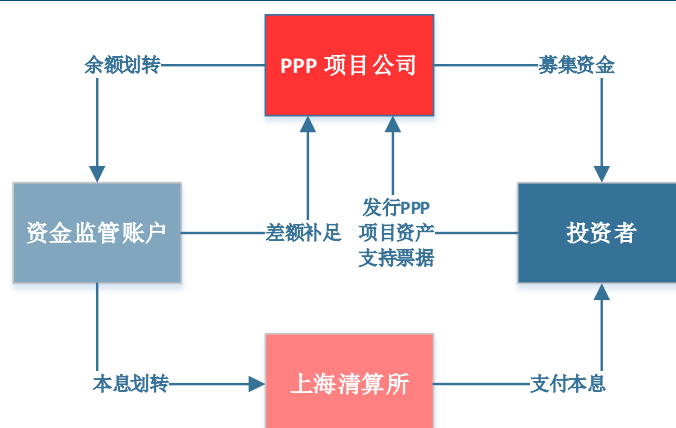 PPP 项目公司
余额划转
募集资金
资金监管账户
差额补足
发行PPP
项目资产
支持票据
投资者
本息划转
上海清算所
支付本息